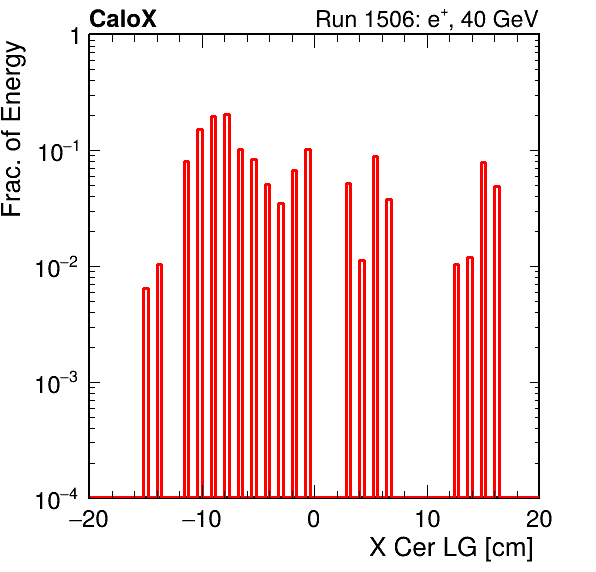 CaloX Run 1506: e⁺, 40 GeV
Frac. of Energy
1
10⁻¹
10⁻²
10⁻³
10⁻⁴
−20 −10 0 10 20
X Cer LG [cm]